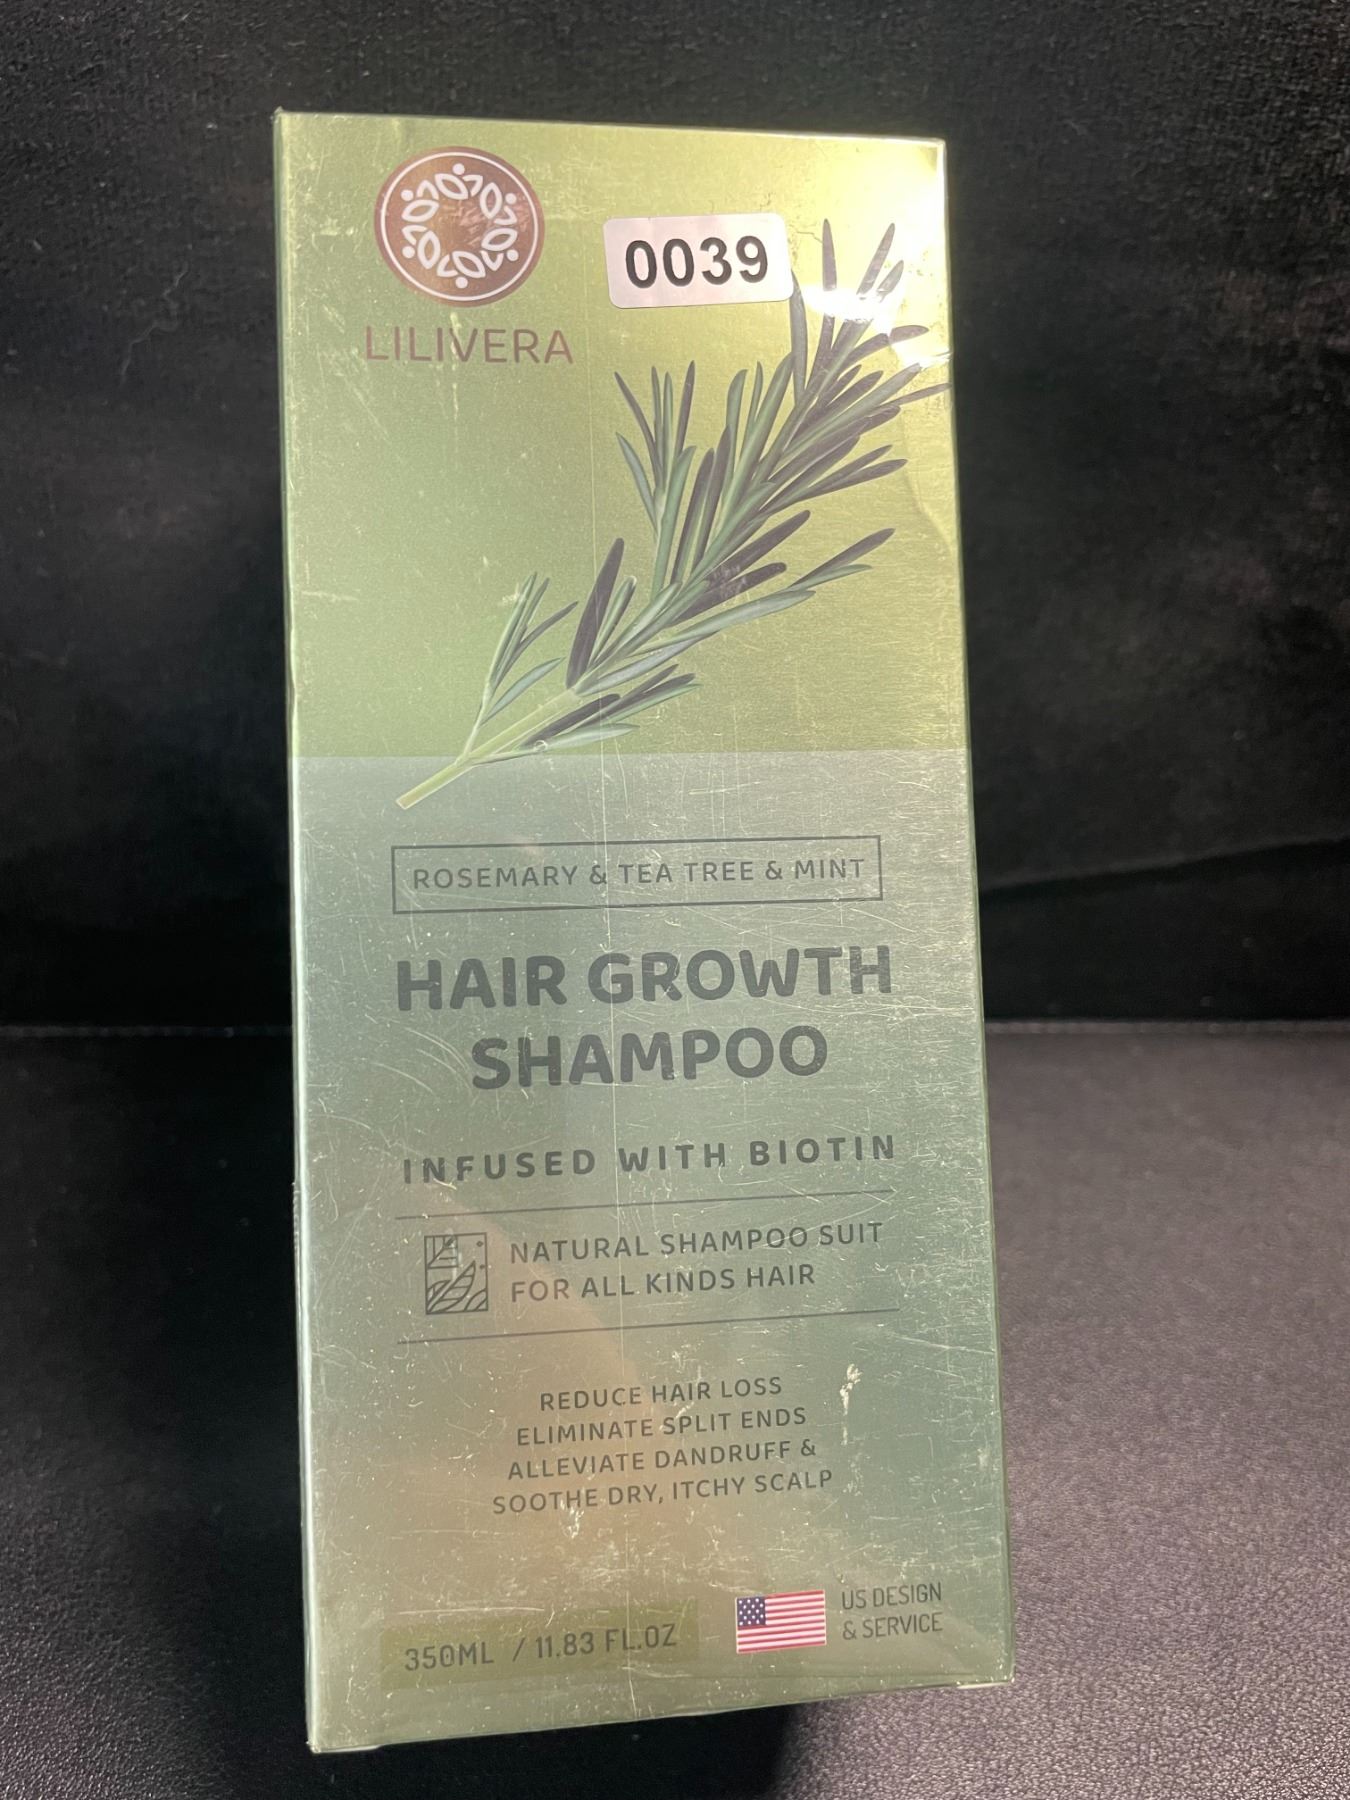 0039
LILIVERA
ROSEMARY & TEA TREE & MINT
HAIR GROWTH
SHAMPOO
INFUSED WITH BIOTIN
NATURAL SHAMPOO SUIT
FOR ALL KINDS HAIR
REDUCE HAIR LOSS
ELIMINATE SPLIT ENDS
ALLEVIATE DANDRUFF &
SOOTHE DRY, ITCHY SCALP
350ML / 11.83 FL.OZ
US DESIGN
& SERVICE